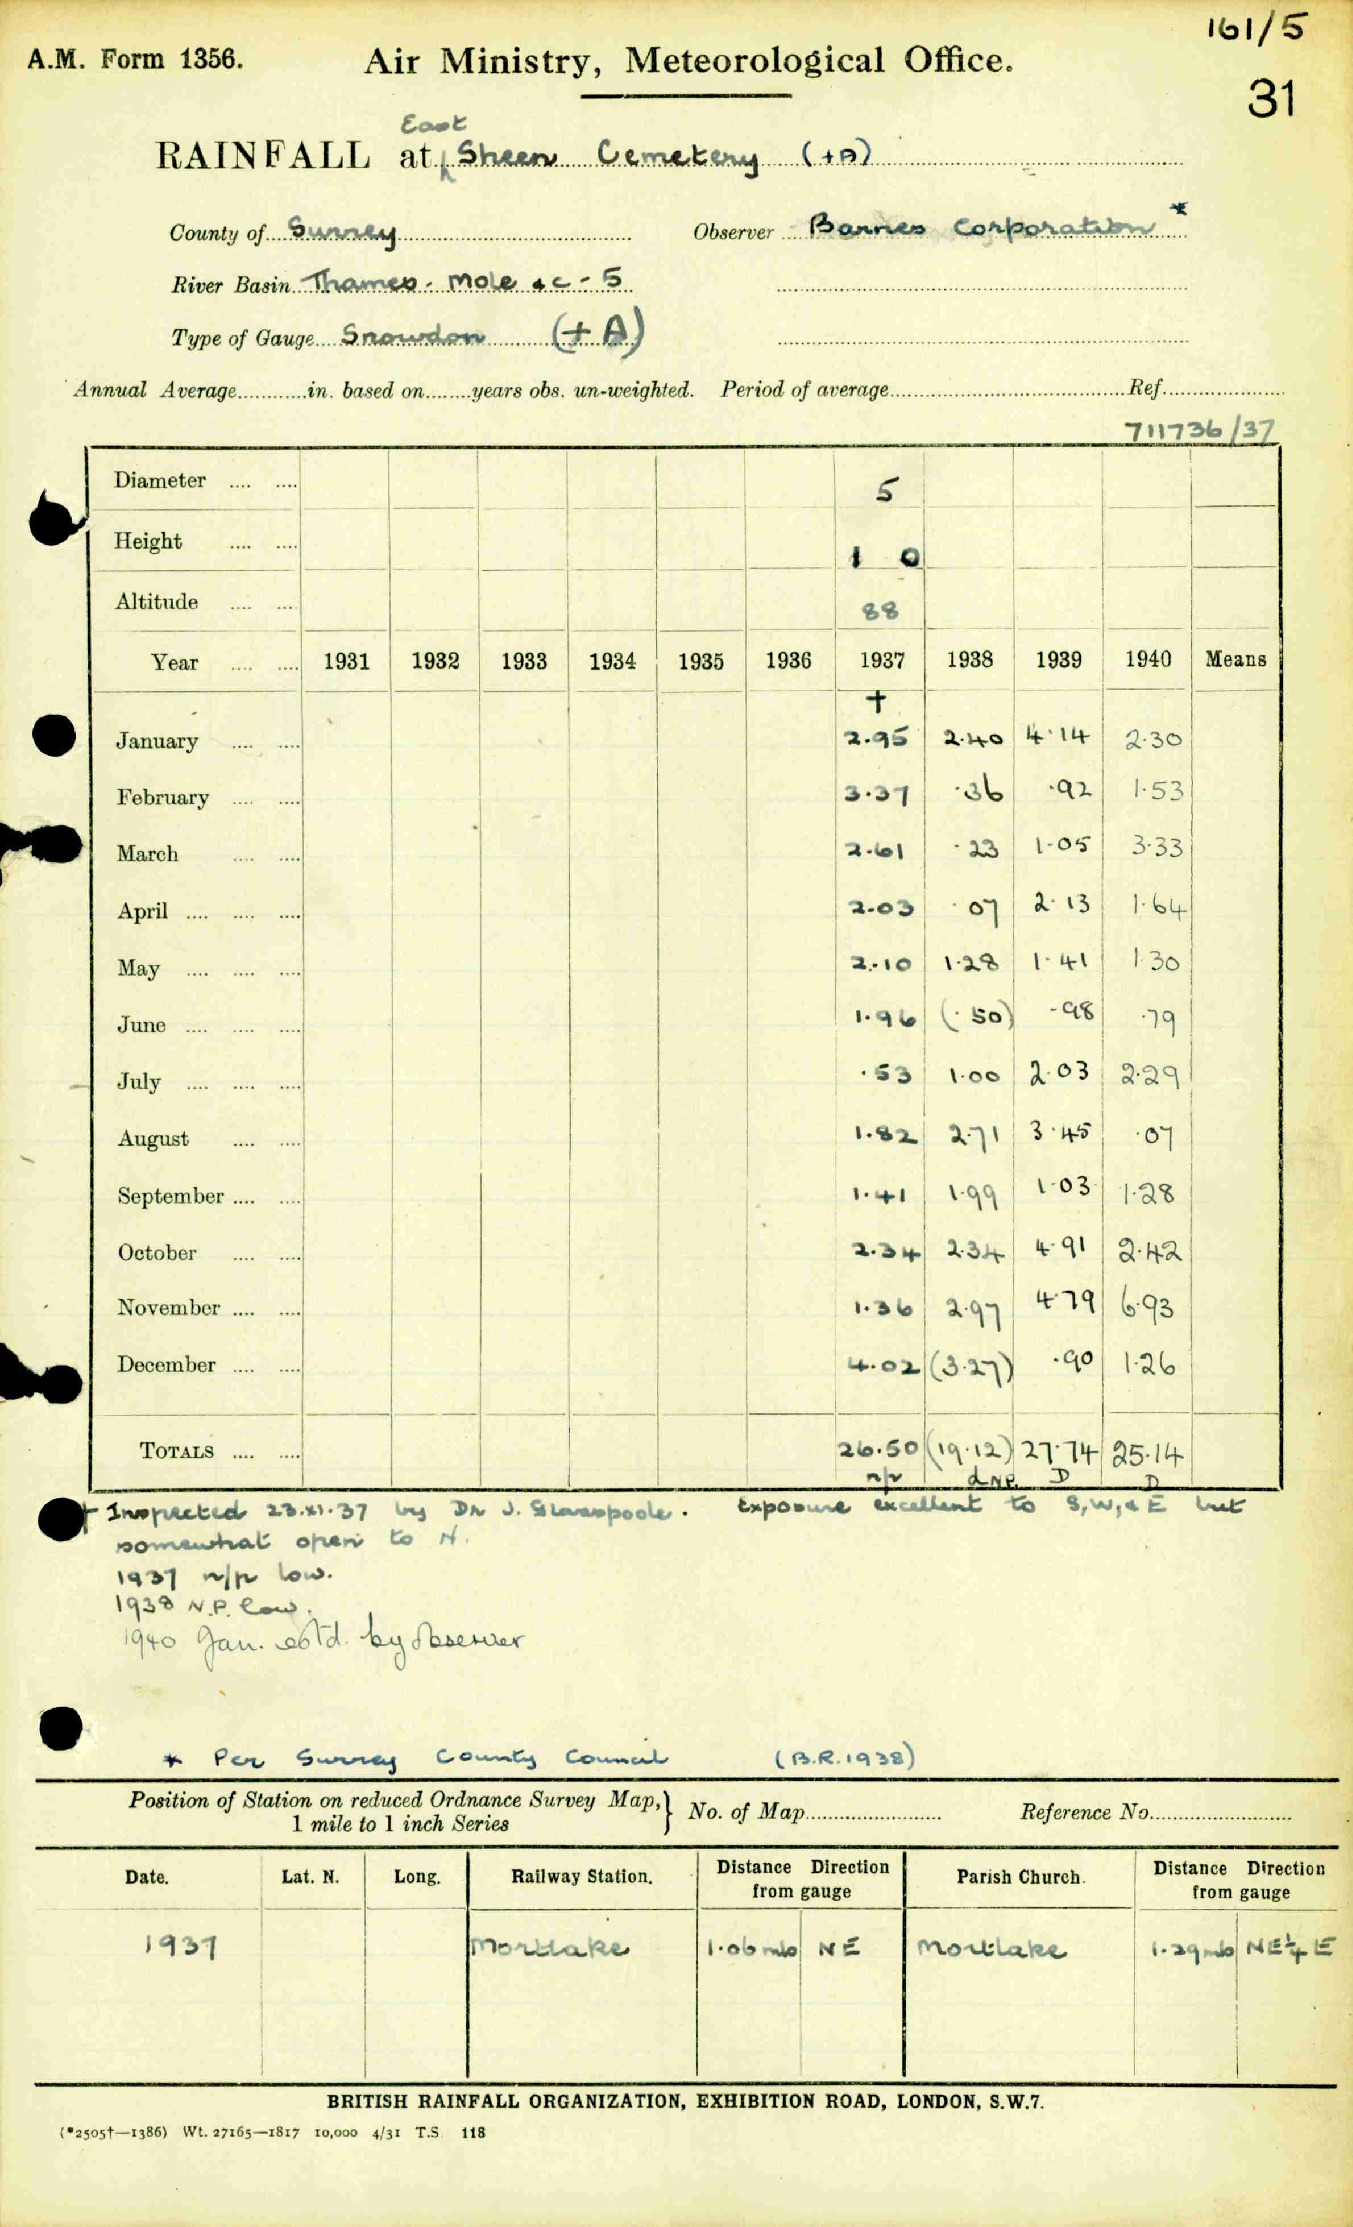 161/5
A.M. Form 1356. Air Ministry, Meteorological Office.
31
East
RAINFALL at Sheen Cemetery (+A)
County of Surrey Observer Barnes Corporation *
River Basin Thames - Mole &c - 5
Type of Gauge Snowdon (+A)
Annual Average............in. based on........years obs. un-weighted. Period of average........................................Ref.....................
711736/37
Diameter .... .... 5
Height .... .... 1 0
Altitude .... .... 88
Year .... .... 1931 1932 1933 1934 1935 1936 1937 1938 1939 1940 Means
†
January .... .... 2.95 2.40 4.14 2.30
February .... .... 3.37 .36 .92 1.53
March .... .... 2.61 .23 1.05 3.33
April .... .... .... 2.03 .07 2.13 1.64
May .... .... .... 2.10 1.28 1.41 1.30
June .... .... .... 1.96 (.50) .98 .79
July .... .... .... .53 1.00 2.03 2.29
August .... .... 1.82 2.71 3.45 .07
September .... .... 1.41 1.99 1.03 1.28
October .... .... 2.34 2.34 4.91 2.42
November .... .... 1.36 2.97 4.79 6.93
December .... .... 4.02 (3.27) .90 1.26
TOTALS .... .... 26.50 (19.12) 27.74 25.14
n/p d N.P. D D
† Inspected 23.XI.37 by Dr J. Glasspoole. Exposure excellent to S, W, & E but
somewhat open to N.
1937 n/p low.
1938 N.P. low.
1940 Jan. estd. by observer
* Per Surrey County Council (B.R. 1938)
Position of Station on reduced Ordnance Survey Map, } No. of Map........................ Reference No.........................
1 mile to 1 inch Series
Date. Lat. N. Long. Railway Station. Distance Direction from gauge Parish Church. Distance Direction from gauge
1937 Mortlake 1.06 mls NE Mortlake 1.29 mls NE¼E
BRITISH RAINFALL ORGANIZATION, EXHIBITION ROAD, LONDON, S.W.7.
(*2505†—1386) Wt. 27165—1817 10,000 4/31 T.S. 118